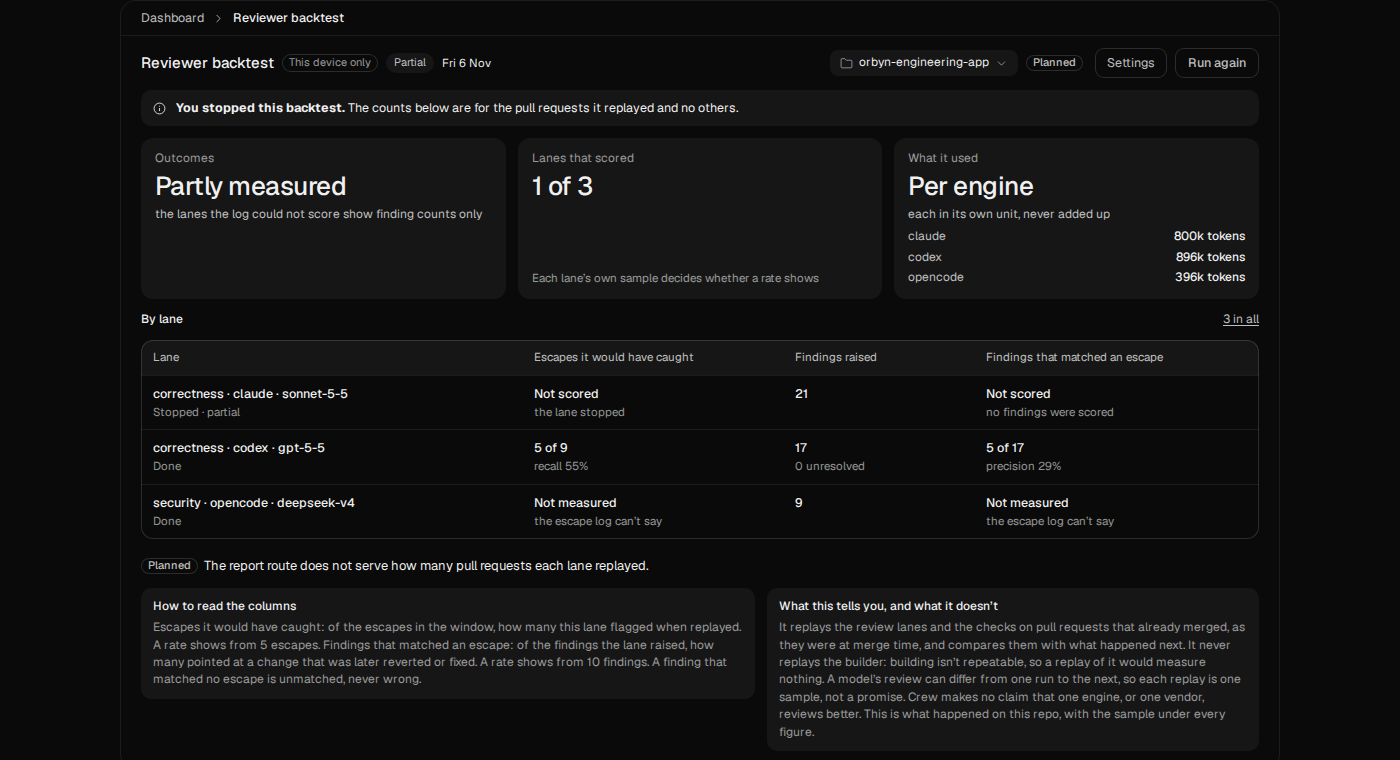 Dashboard > Reviewer backtest
Reviewer backtest This device only Partial Fri 6 Nov orbyn-engineering-app Planned Settings Run again
You stopped this backtest. The counts below are for the pull requests it replayed and no others.
Outcomes
Partly measured
the lanes the log could not score show finding counts only
Lanes that scored
1 of 3
Each lane's own sample decides whether a rate shows
What it used
Per engine
each in its own unit, never added up
claude 800k tokens
codex 896k tokens
opencode 396k tokens
By lane 3 in all
Lane Escapes it would have caught Findings raised Findings that matched an escape
correctness · claude · sonnet-5-5 Not scored 21 Not scored
Stopped · partial the lane stopped no findings were scored
correctness · codex · gpt-5-5 5 of 9 17 5 of 17
Done recall 55% 0 unresolved precision 29%
security · opencode · deepseek-v4 Not measured 9 Not measured
Done the escape log can't say the escape log can't say
Planned The report route does not serve how many pull requests each lane replayed.
How to read the columns
Escapes it would have caught: of the escapes in the window, how many this lane flagged when replayed.
A rate shows from 5 escapes. Findings that matched an escape: of the findings the lane raised, how
many pointed at a change that was later reverted or fixed. A rate shows from 10 findings. A finding that
matched no escape is unmatched, never wrong.
What this tells you, and what it doesn't
It replays the review lanes and the checks on pull requests that already merged, as
they were at merge time, and compares them with what happened next. It never
replays the builder: building isn't repeatable, so a replay of it would measure
nothing. A model's review can differ from one run to the next, so each replay is one
sample, not a promise. Crew makes no claim that one engine, or one vendor,
reviews better. This is what happened on this repo, with the sample under every
figure.